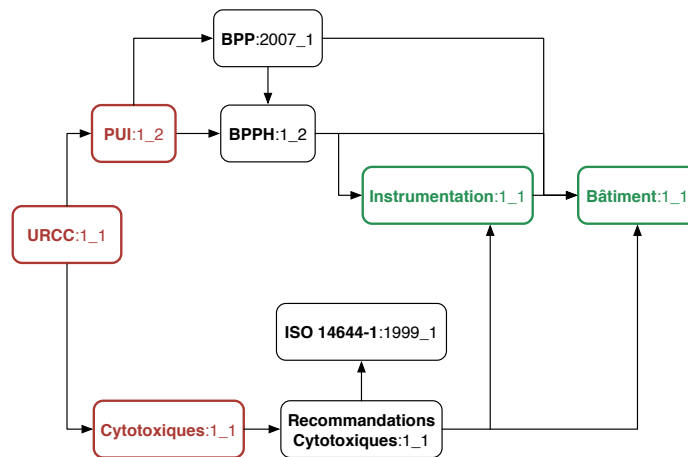 BPP:2007_1
PUI:1_2
BPPH:1_2
Instrumentation:1_1
Bâtiment:1_1
URCC:1_1
ISO 14644-1:1999_1
Cytotoxiques:1_1
Recommandations
Cytotoxiques:1_1